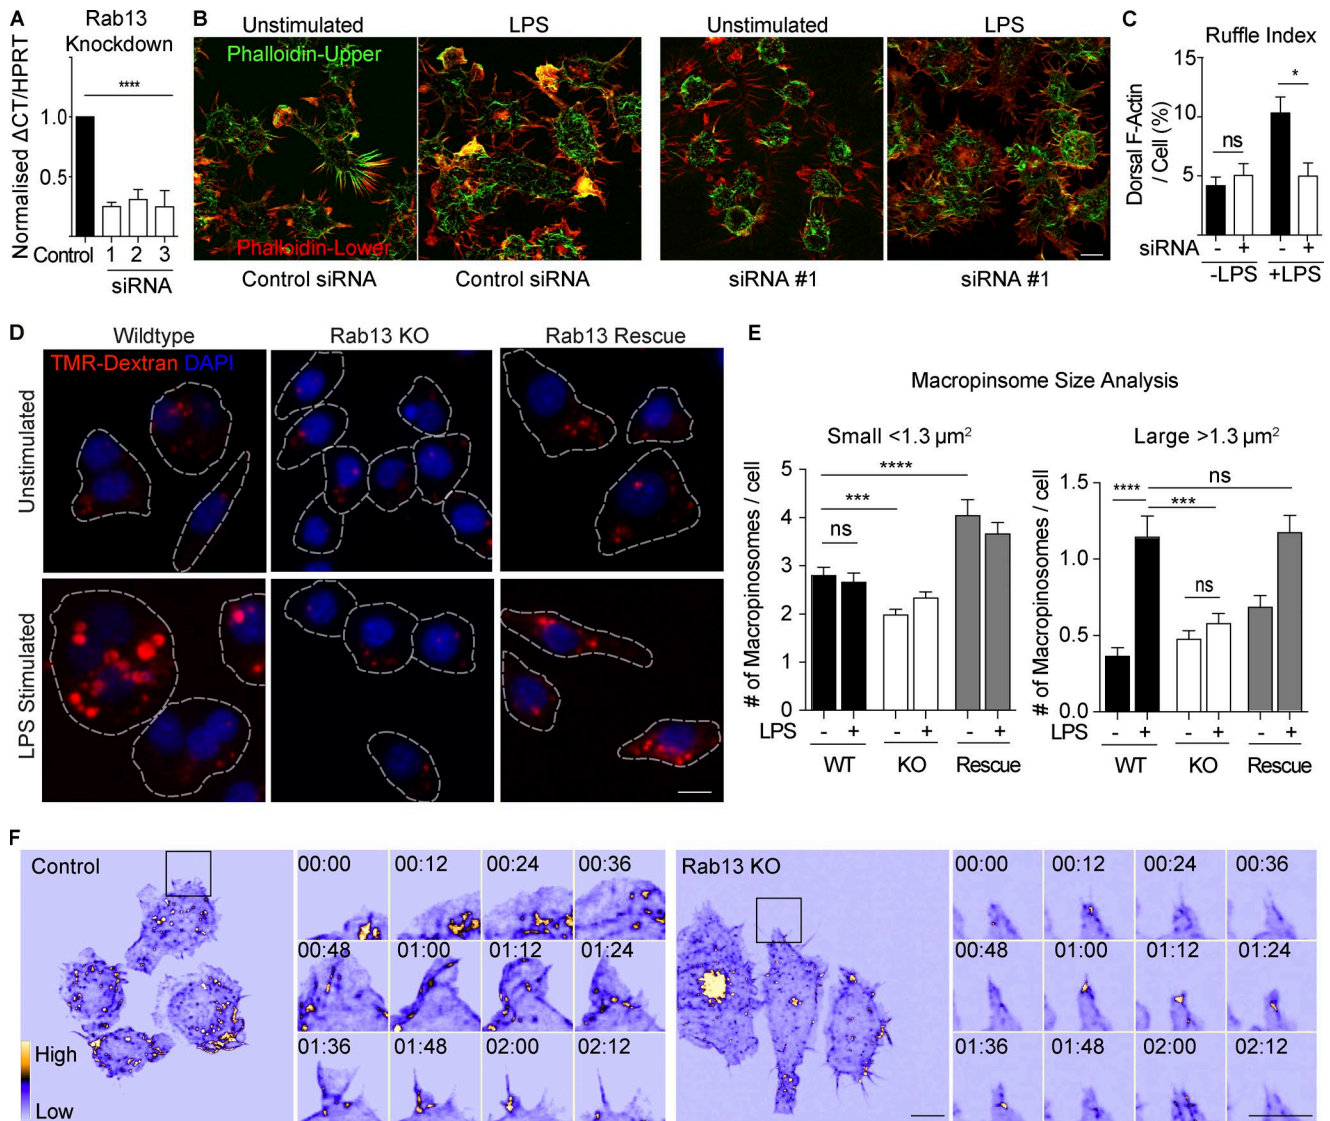 A
Rab13
Knockdown
Normalised ΔCT/HPRT
1.0
0.5
****
Control 1 2 3
siRNA
B
Unstimulated LPS Unstimulated LPS
Phalloidin-Upper
Phalloidin-Lower
Control siRNA Control siRNA siRNA #1 siRNA #1
C
Ruffle Index
Dorsal F-Actin
/ Cell (%)
15
10
5
0
ns
*
siRNA - + - +
-LPS +LPS
D
Wildtype Rab13 KO Rab13 Rescue
TMR-Dextran DAPI
Unstimulated
LPS Stimulated
E
Macropinsome Size Analysis
Small <1.3 µm²
# of Macropinosomes / cell
5
4
3
2
1
0
****
***
ns
LPS - + - + - +
WT KO Rescue
Large >1.3 µm²
# of Macropinosomes / cell
1.5
1.0
0.5
0.0
ns
****
***
ns
LPS - + - + - +
WT KO Rescue
F
Control
High
Low
00:00 00:12 00:24 00:36
00:48 01:00 01:12 01:24
01:36 01:48 02:00 02:12
Rab13 KO
00:00 00:12 00:24 00:36
00:48 01:00 01:12 01:24
01:36 01:48 02:00 02:12